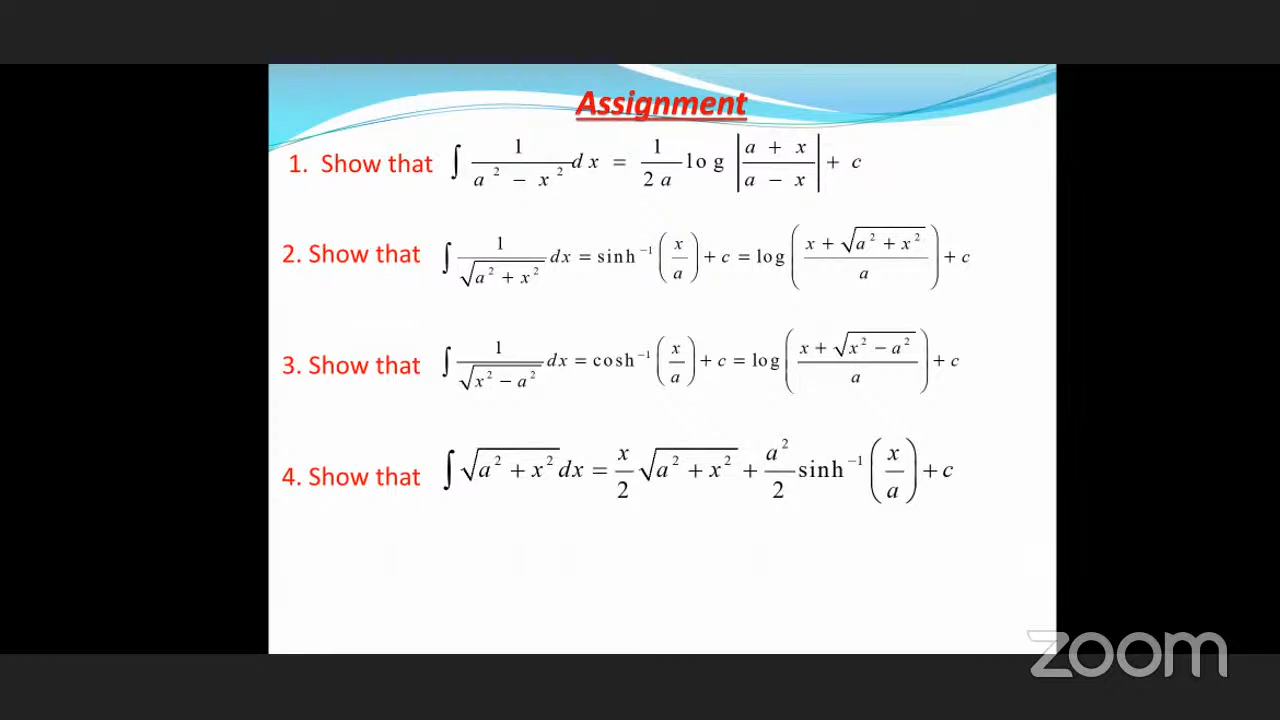 Assignment
1. Show that ∫ 1/(a² − x²) dx = 1/(2a) log |(a + x)/(a − x)| + c
2. Show that ∫ 1/√(a² + x²) dx = sinh⁻¹(x/a) + c = log((x + √(a² + x²))/a) + c
3. Show that ∫ 1/√(x² − a²) dx = cosh⁻¹(x/a) + c = log((x + √(x² − a²))/a) + c
4. Show that ∫ √(a² + x²) dx = x/2 √(a² + x²) + a²/2 sinh⁻¹(x/a) + c
zoom